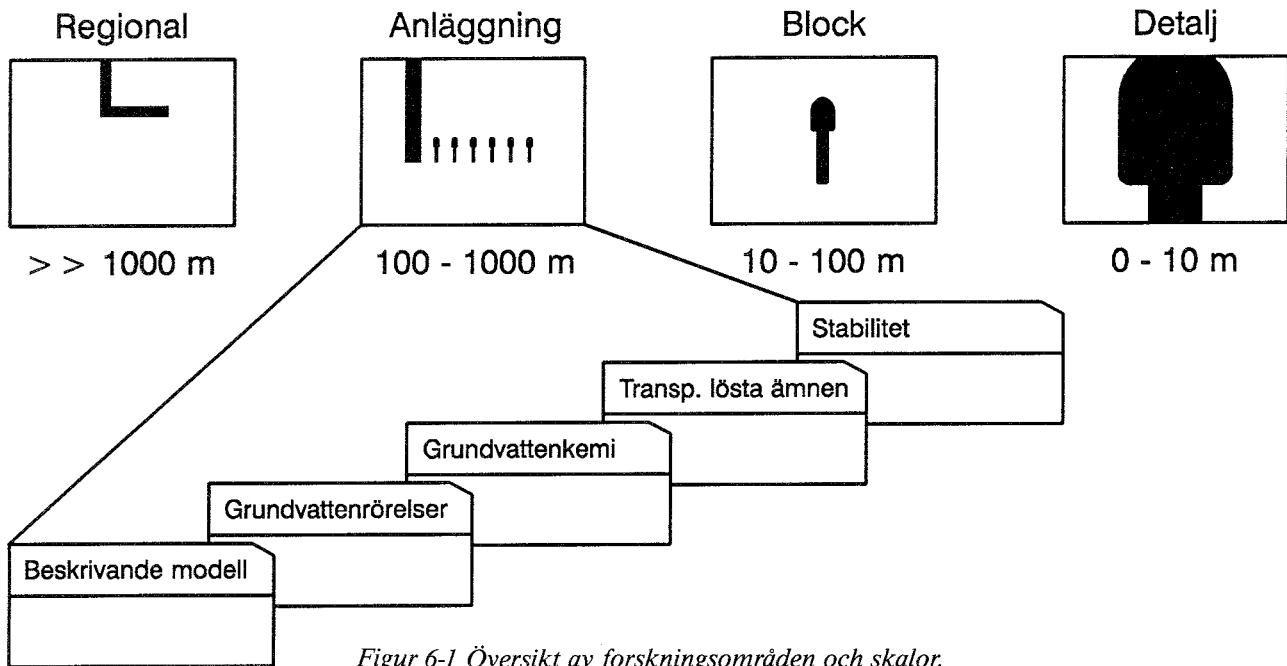 Regional
Anläggning
Block
Detalj
> > 1000 m
100 - 1000 m
10 - 100 m
0 - 10 m
Stabilitet
Transp. lösta ämnen
Grundvattenkemi
Grundvattenrörelser
Beskrivande modell
Figur 6-1 Översikt av forskningsområden och skalor.